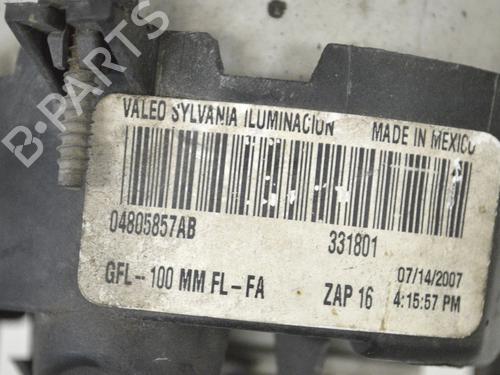 VALEO SYLVANIA ILUMINACION MADE IN MEXICO
04805857AB 331801
GFL-100 MM FL-FA ZAP 16 07/14/2007
4:15:57 PM
B-PARTS